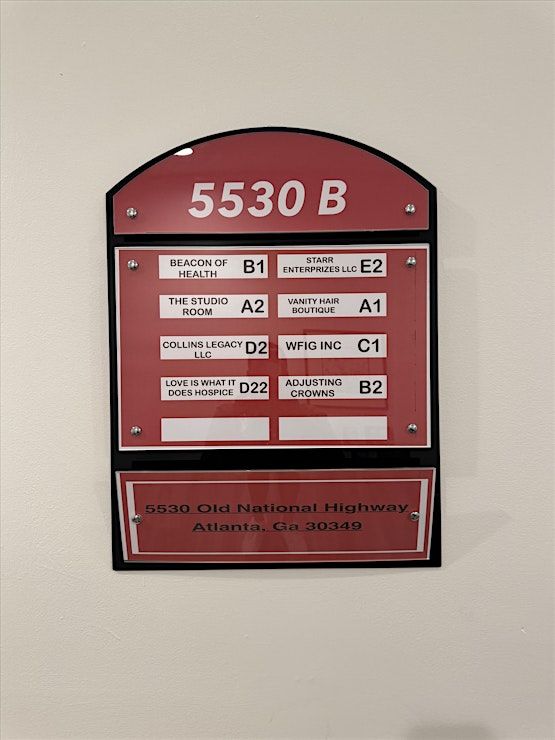 5530 B
BEACON OF
HEALTH
B1
STARR
ENTERPRIZES LLC
E2
THE STUDIO
ROOM
A2
VANITY HAIR
BOUTIQUE
A1
COLLINS LEGACY
LLC
D2
WFIG INC
C1
LOVE IS WHAT IT
DOES HOSPICE
D22
ADJUSTING
CROWNS
B2
5530 Old National Highway
Atlanta, Ga 30349